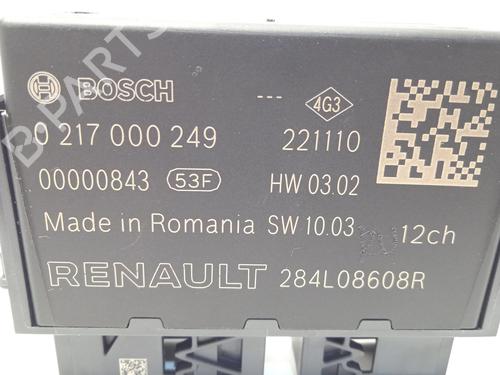 BOSCH --- 4G3
0 217 000 249 221110
00000843 53F HW 03.02
Made in Romania SW 10.03 12ch
RENAULT 284L08608R
B PARTS